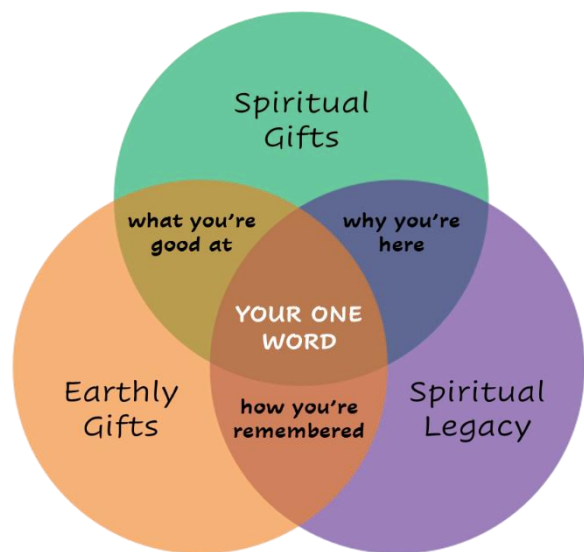 Spiritual
Gifts
what you're
good at
why you're
here
YOUR ONE
WORD
Earthly
Gifts
how you're
remembered
Spiritual
Legacy